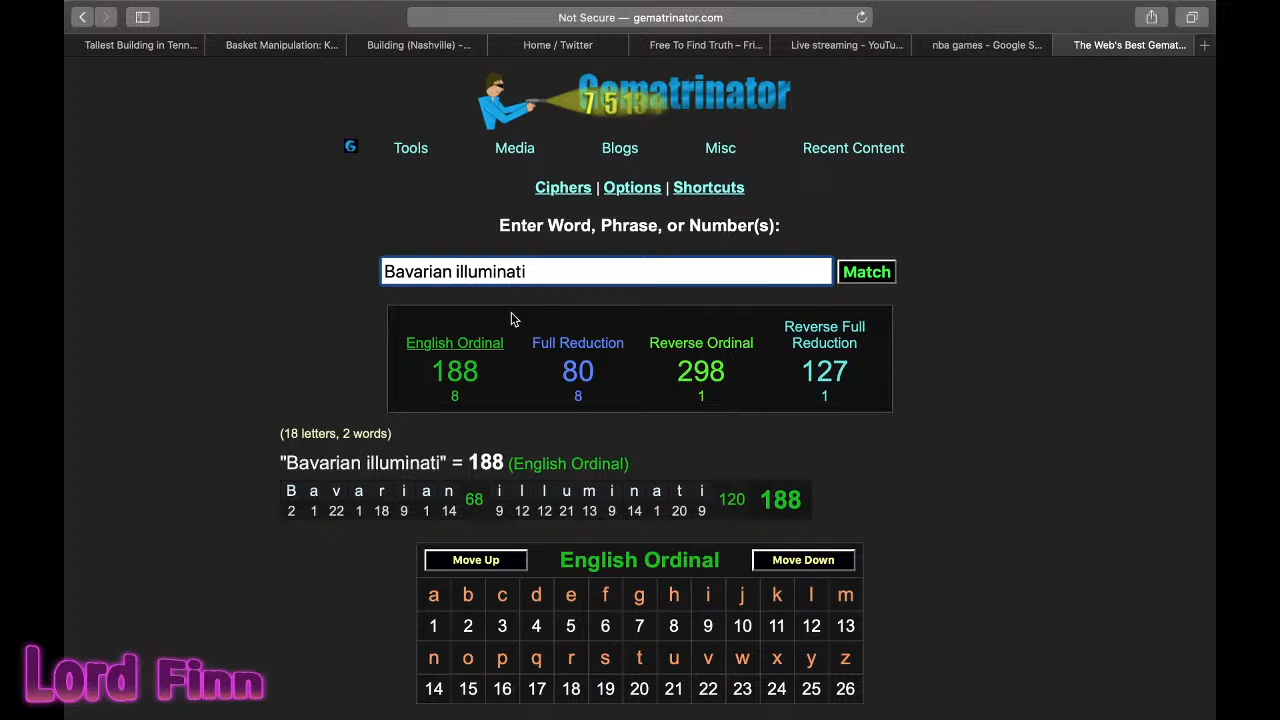 Not Secure — gematrinator.com
Tallest Building in Tenn... Basket Manipulation: K... Building (Nashville) -... Home / Twitter Free To Find Truth – Fri... Live streaming - YouTu... nba games - Google S... The Web's Best Gemat...
Gematrinator
7 5 13
G Tools Media Blogs Misc Recent Content
Ciphers | Options | Shortcuts
Enter Word, Phrase, or Number(s):
Bavarian illuminati Match
English Ordinal Full Reduction Reverse Ordinal Reverse Full Reduction
188 80 298 127
8 8 1 1
(18 letters, 2 words)
"Bavarian illuminati" = 188 (English Ordinal)
B a v a r i a n 68 i l l u m i n a t i 120 188
2 1 22 1 18 9 1 14 9 12 12 21 13 9 14 1 20 9
Move Up English Ordinal Move Down
a b c d e f g h i j k l m
1 2 3 4 5 6 7 8 9 10 11 12 13
n o p q r s t u v w x y z
14 15 16 17 18 19 20 21 22 23 24 25 26
Lord Finn